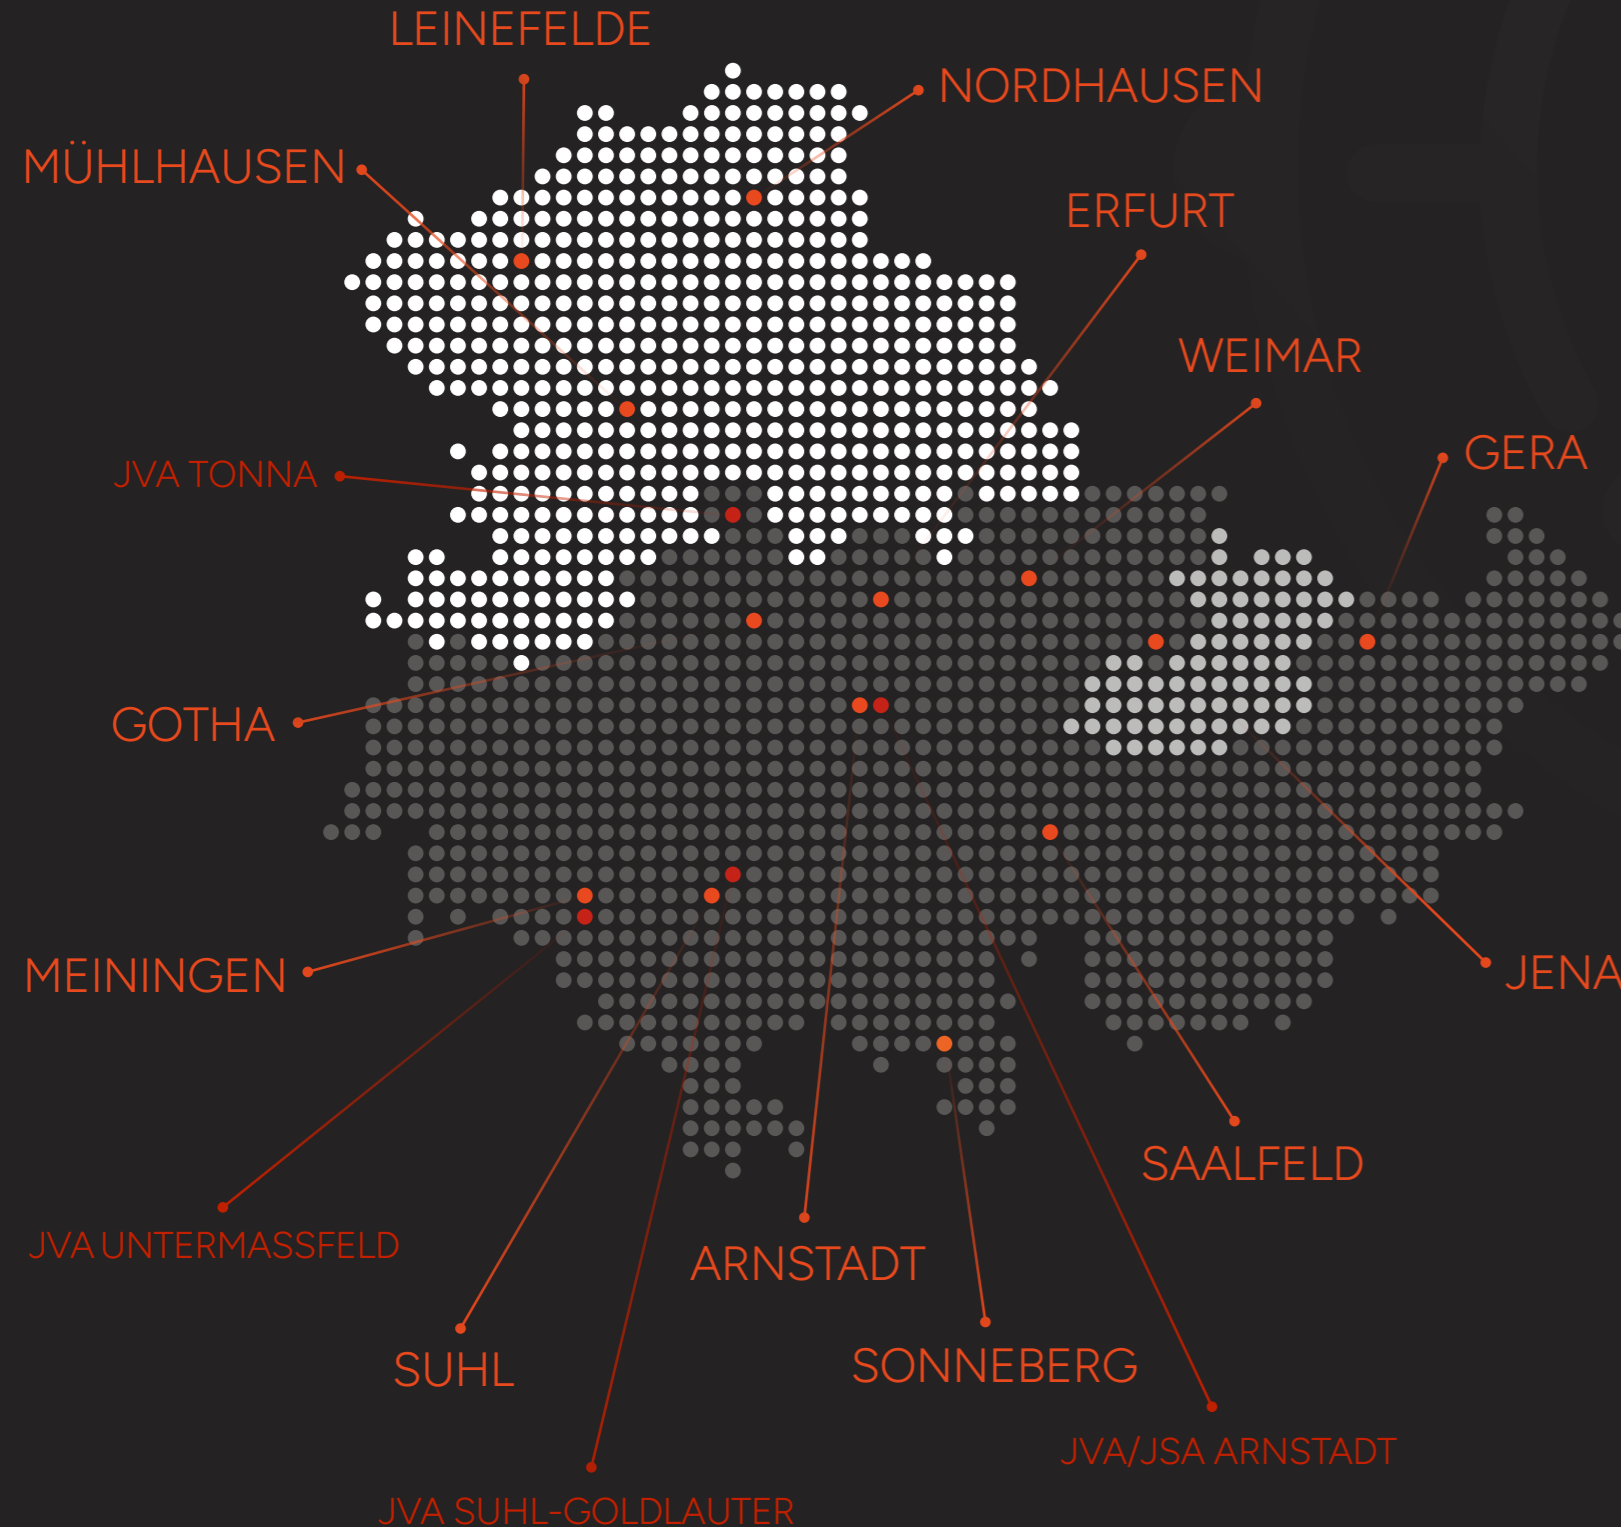 LEINEFELDE
NORDHAUSEN
MÜHLHAUSEN
ERFURT
WEIMAR
GERA
JVA TONNA
GOTHA
MEININGEN
JENA
SAALFELD
JVA UNTERMASSFELD
ARNSTADT
SUHL
SONNEBERG
JVA/JSA ARNSTADT
JVA SUHL-GOLDLAUTER